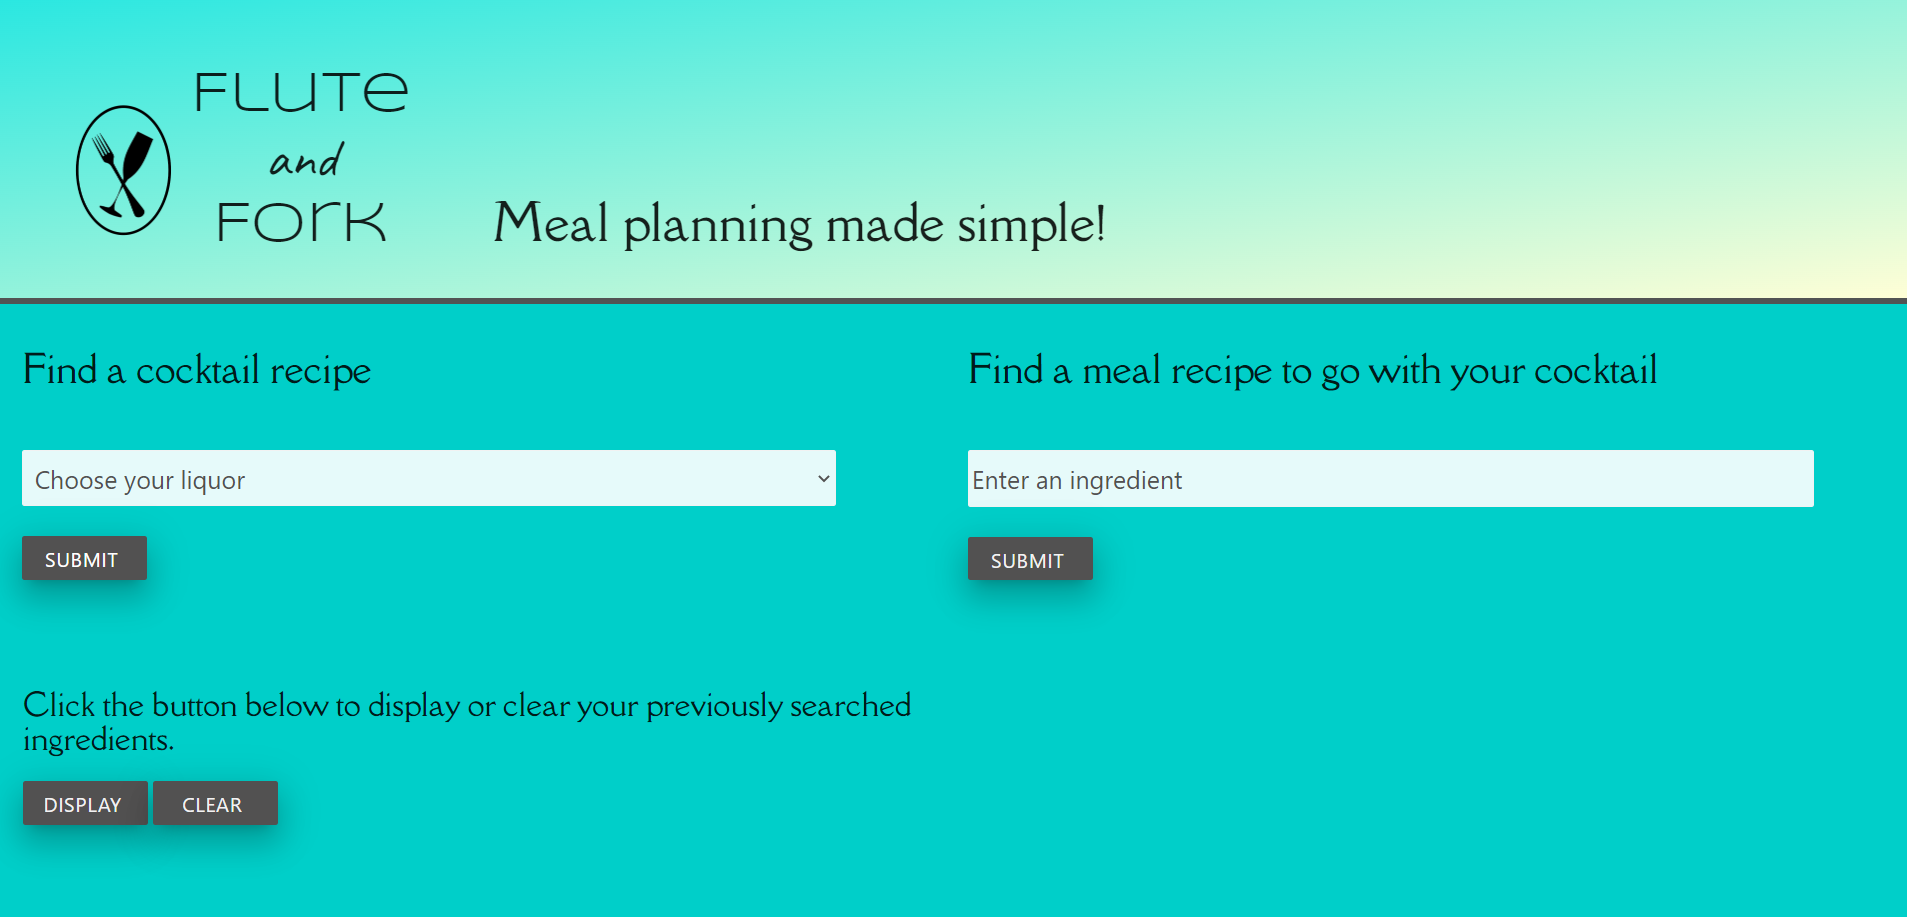 Flute
and
Fork
Meal planning made simple!
Find a cocktail recipe
Choose your liquor
SUBMIT
Find a meal recipe to go with your cocktail
Enter an ingredient
SUBMIT
Click the button below to display or clear your previously searched
ingredients.
DISPLAY CLEAR